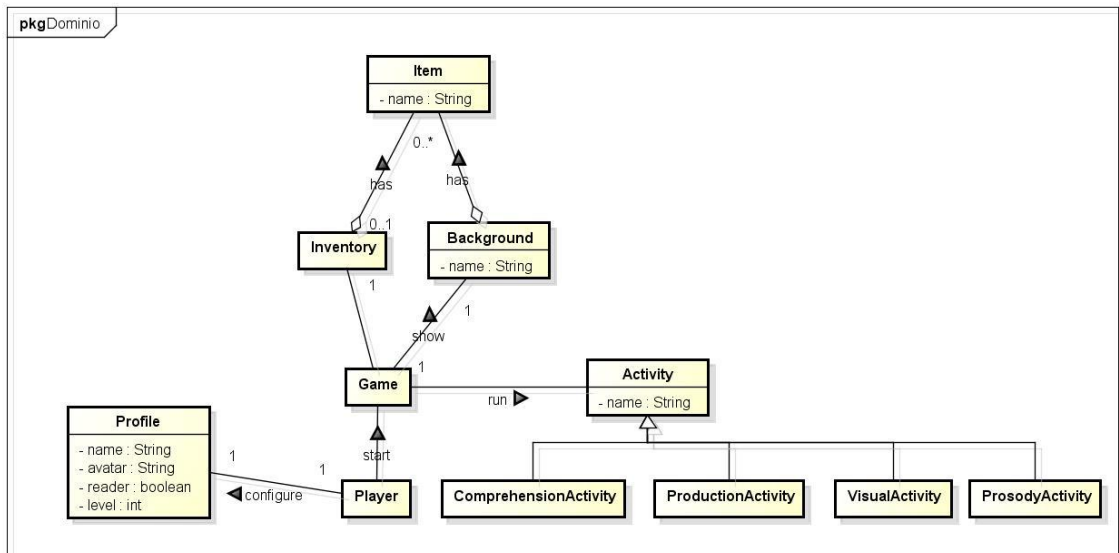 pkg Dominio
Item
- name : String
0..*
has
has
0..1
Inventory
Background
- name : String
1
1
show
1
Game
run
Activity
- name : String
Profile
- name : String
- avatar : String
- reader : boolean
- level : int
1
configure
1
start
Player
ComprehensionActivity
ProductionActivity
VisualActivity
ProsodyActivity